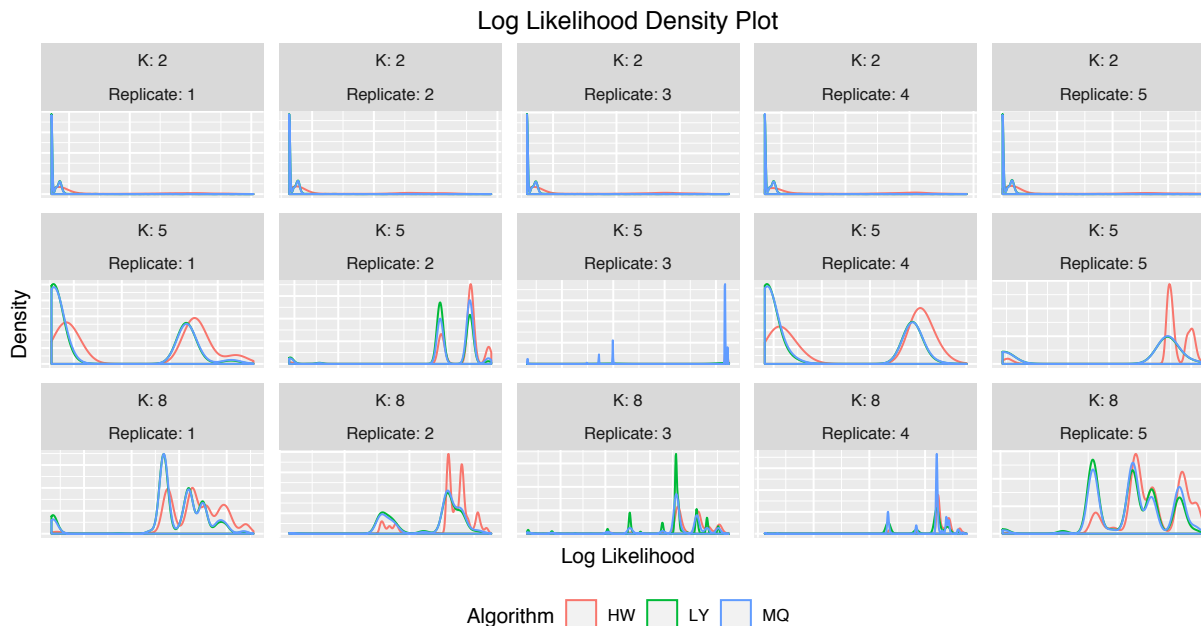 Log Likelihood Density Plot
K: 2
K: 2
K: 2
K: 2
K: 2
Replicate: 1
Replicate: 2
Replicate: 3
Replicate: 4
Replicate: 5
K: 5
K: 5
K: 5
K: 5
K: 5
Replicate: 1
Replicate: 2
Replicate: 3
Replicate: 4
Replicate: 5
Density
K: 8
K: 8
K: 8
K: 8
K: 8
Replicate: 1
Replicate: 2
Replicate: 3
Replicate: 4
Replicate: 5
Log Likelihood
Algorithm HW LY MQ